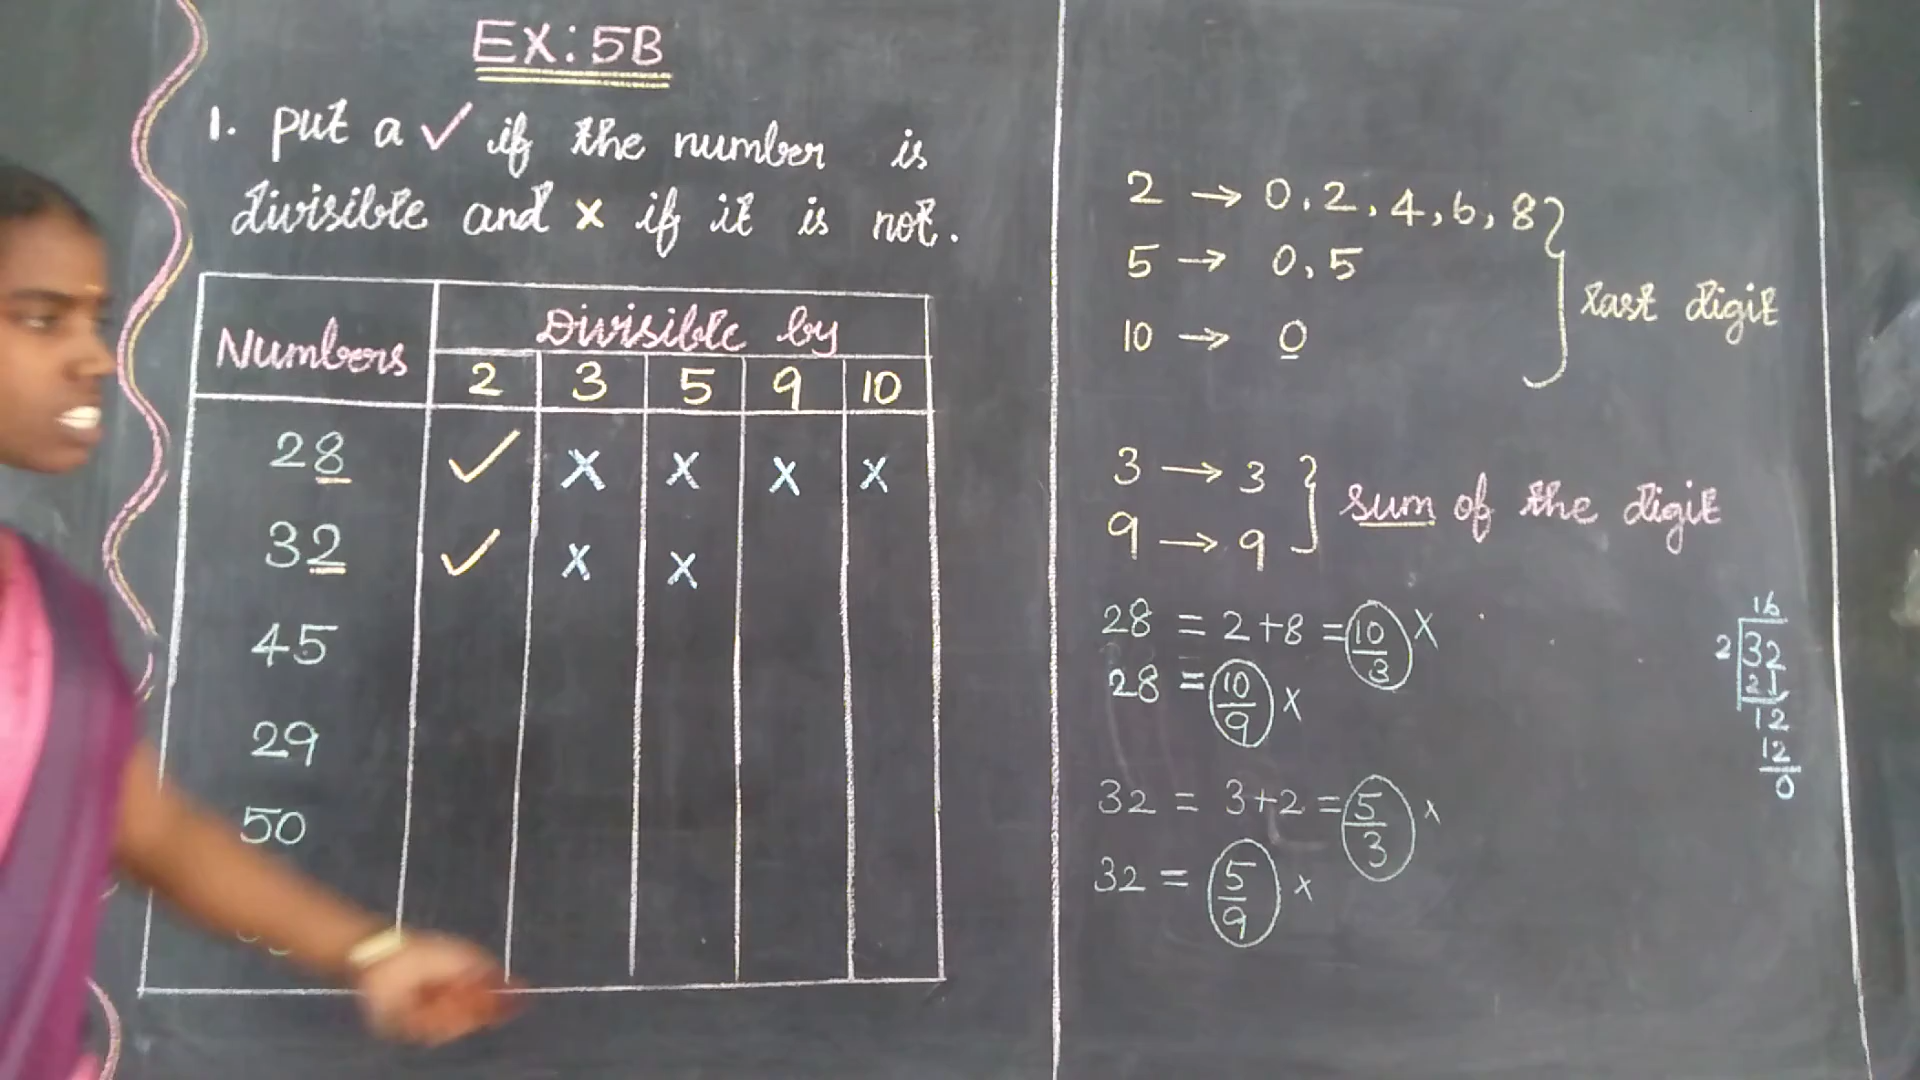 EX: 5B
1. put a ✓ if the number is
divisible and x if it is not.
Numbers
Divisible by
2 3 5 9 10
28 ✓ x x x x
32 ✓ x x
45
29
50
2 → 0, 2, 4, 6, 8
5 → 0, 5
10 → 0
last digit
3 → 3
9 → 9
sum of the digit
28 = 2+8 = 10/3 x
28 = 10/9 x
32 = 3+2 = 5/3 x
32 = 5/9 x
16
2 32
21
12
12
0